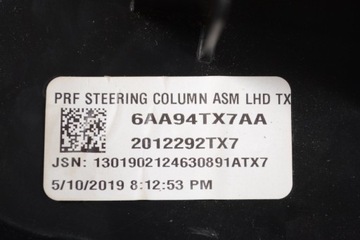 PRF STEERING COLUMN ASM LHD TX
6AA94TX7AA
2012292TX7
JSN: 1301902124630891ATX7
5/10/2019 8:12:53 PM